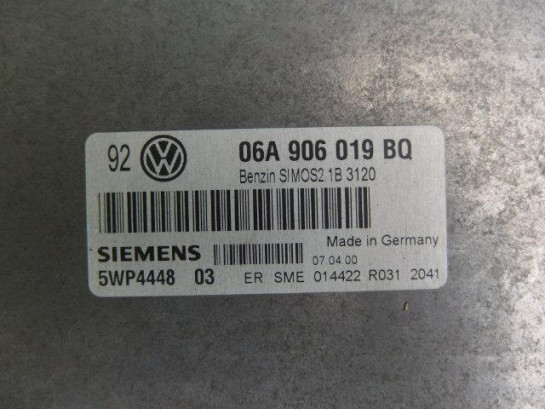 92 VW 06A 906 019 BQ
Benzin SIMOS2.1B 3120
Made in Germany
SIEMENS 07.04.00
5WP4448 03 ER SME 014422 R031 2041